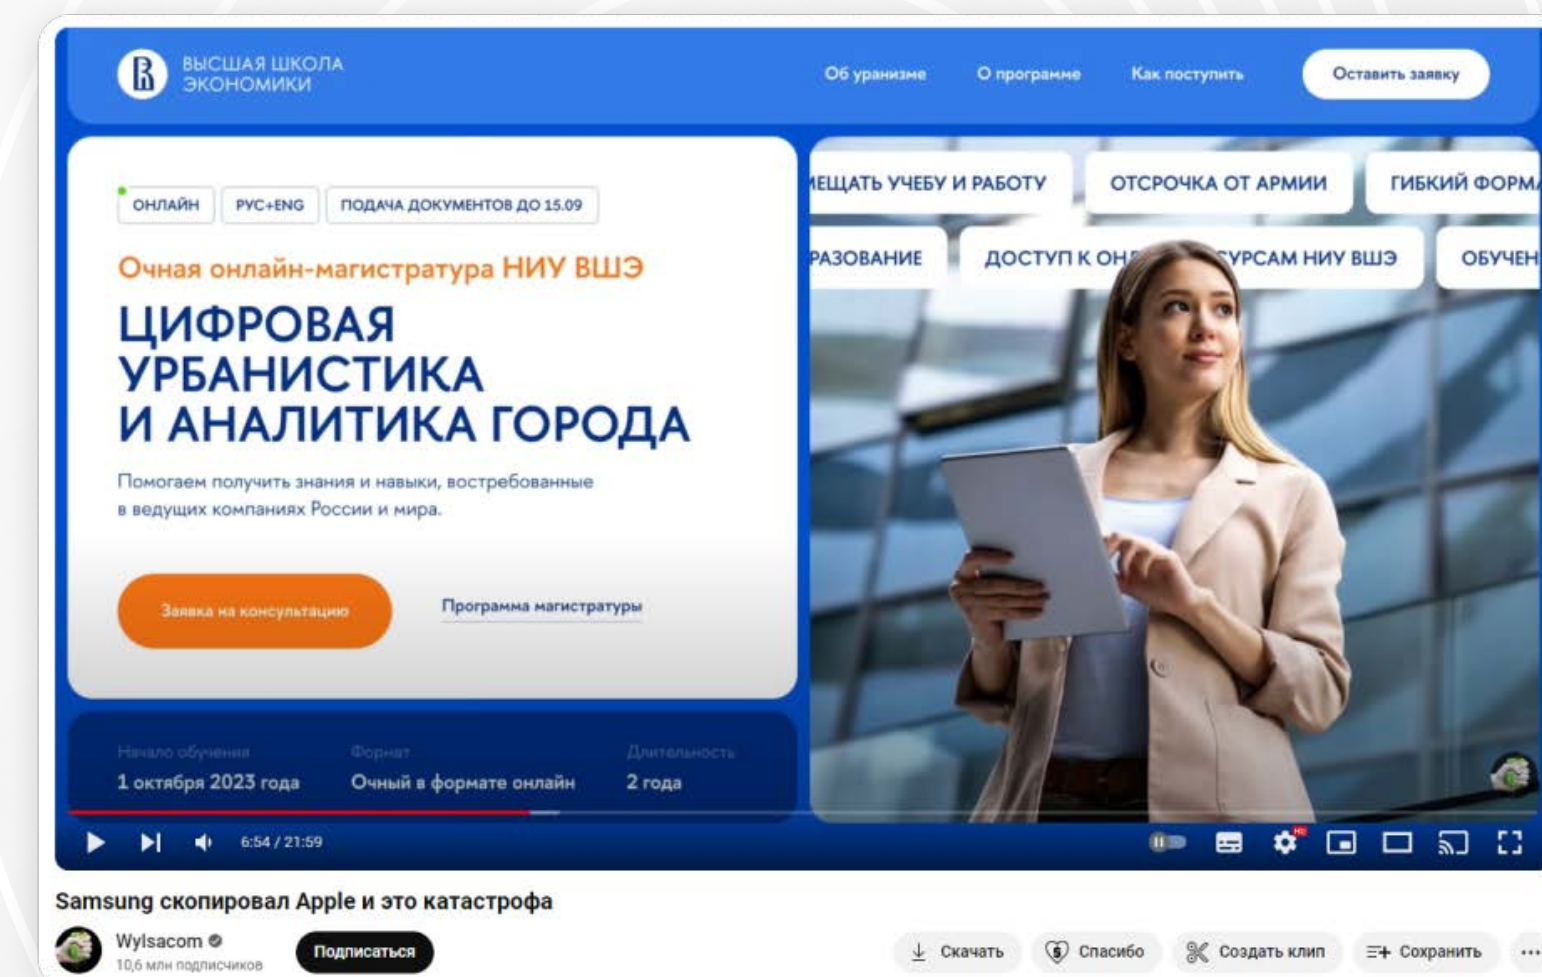 ВЫСШАЯ ШКОЛА
ЭКОНОМИКИ
Об уранизме
О программе
Как поступить
Оставить заявку
ОНЛАЙН
РУС+ENG
ПОДАЧА ДОКУМЕНТОВ ДО 15.09
Очная онлайн-магистратура НИУ ВШЭ
ЦИФРОВАЯ
УРБАНИСТИКА
И АНАЛИТИКА ГОРОДА
Помогаем получить знания и навыки, востребованные
в ведущих компаниях России и мира.
Заявка на консультацию
Программа магистратуры
МЕЩАТЬ УЧЕБУ И РАБОТУ
ОТСРОЧКА ОТ АРМИИ
ГИБКИЙ ФОРМА
РАЗОВАНИЕ
ДОСТУП К ОН СУРСАМ НИУ ВШЭ
ОБУЧЕН
Начало обучения
Формат
Длительность
1 октября 2023 года
Очный в формате онлайн
2 года
6:54 / 21:59
HD
Samsung скопировал Apple и это катастрофа
Wylsacom
10,6 млн подписчиков
Подписаться
Скачать
Спасибо
Создать клип
Сохранить